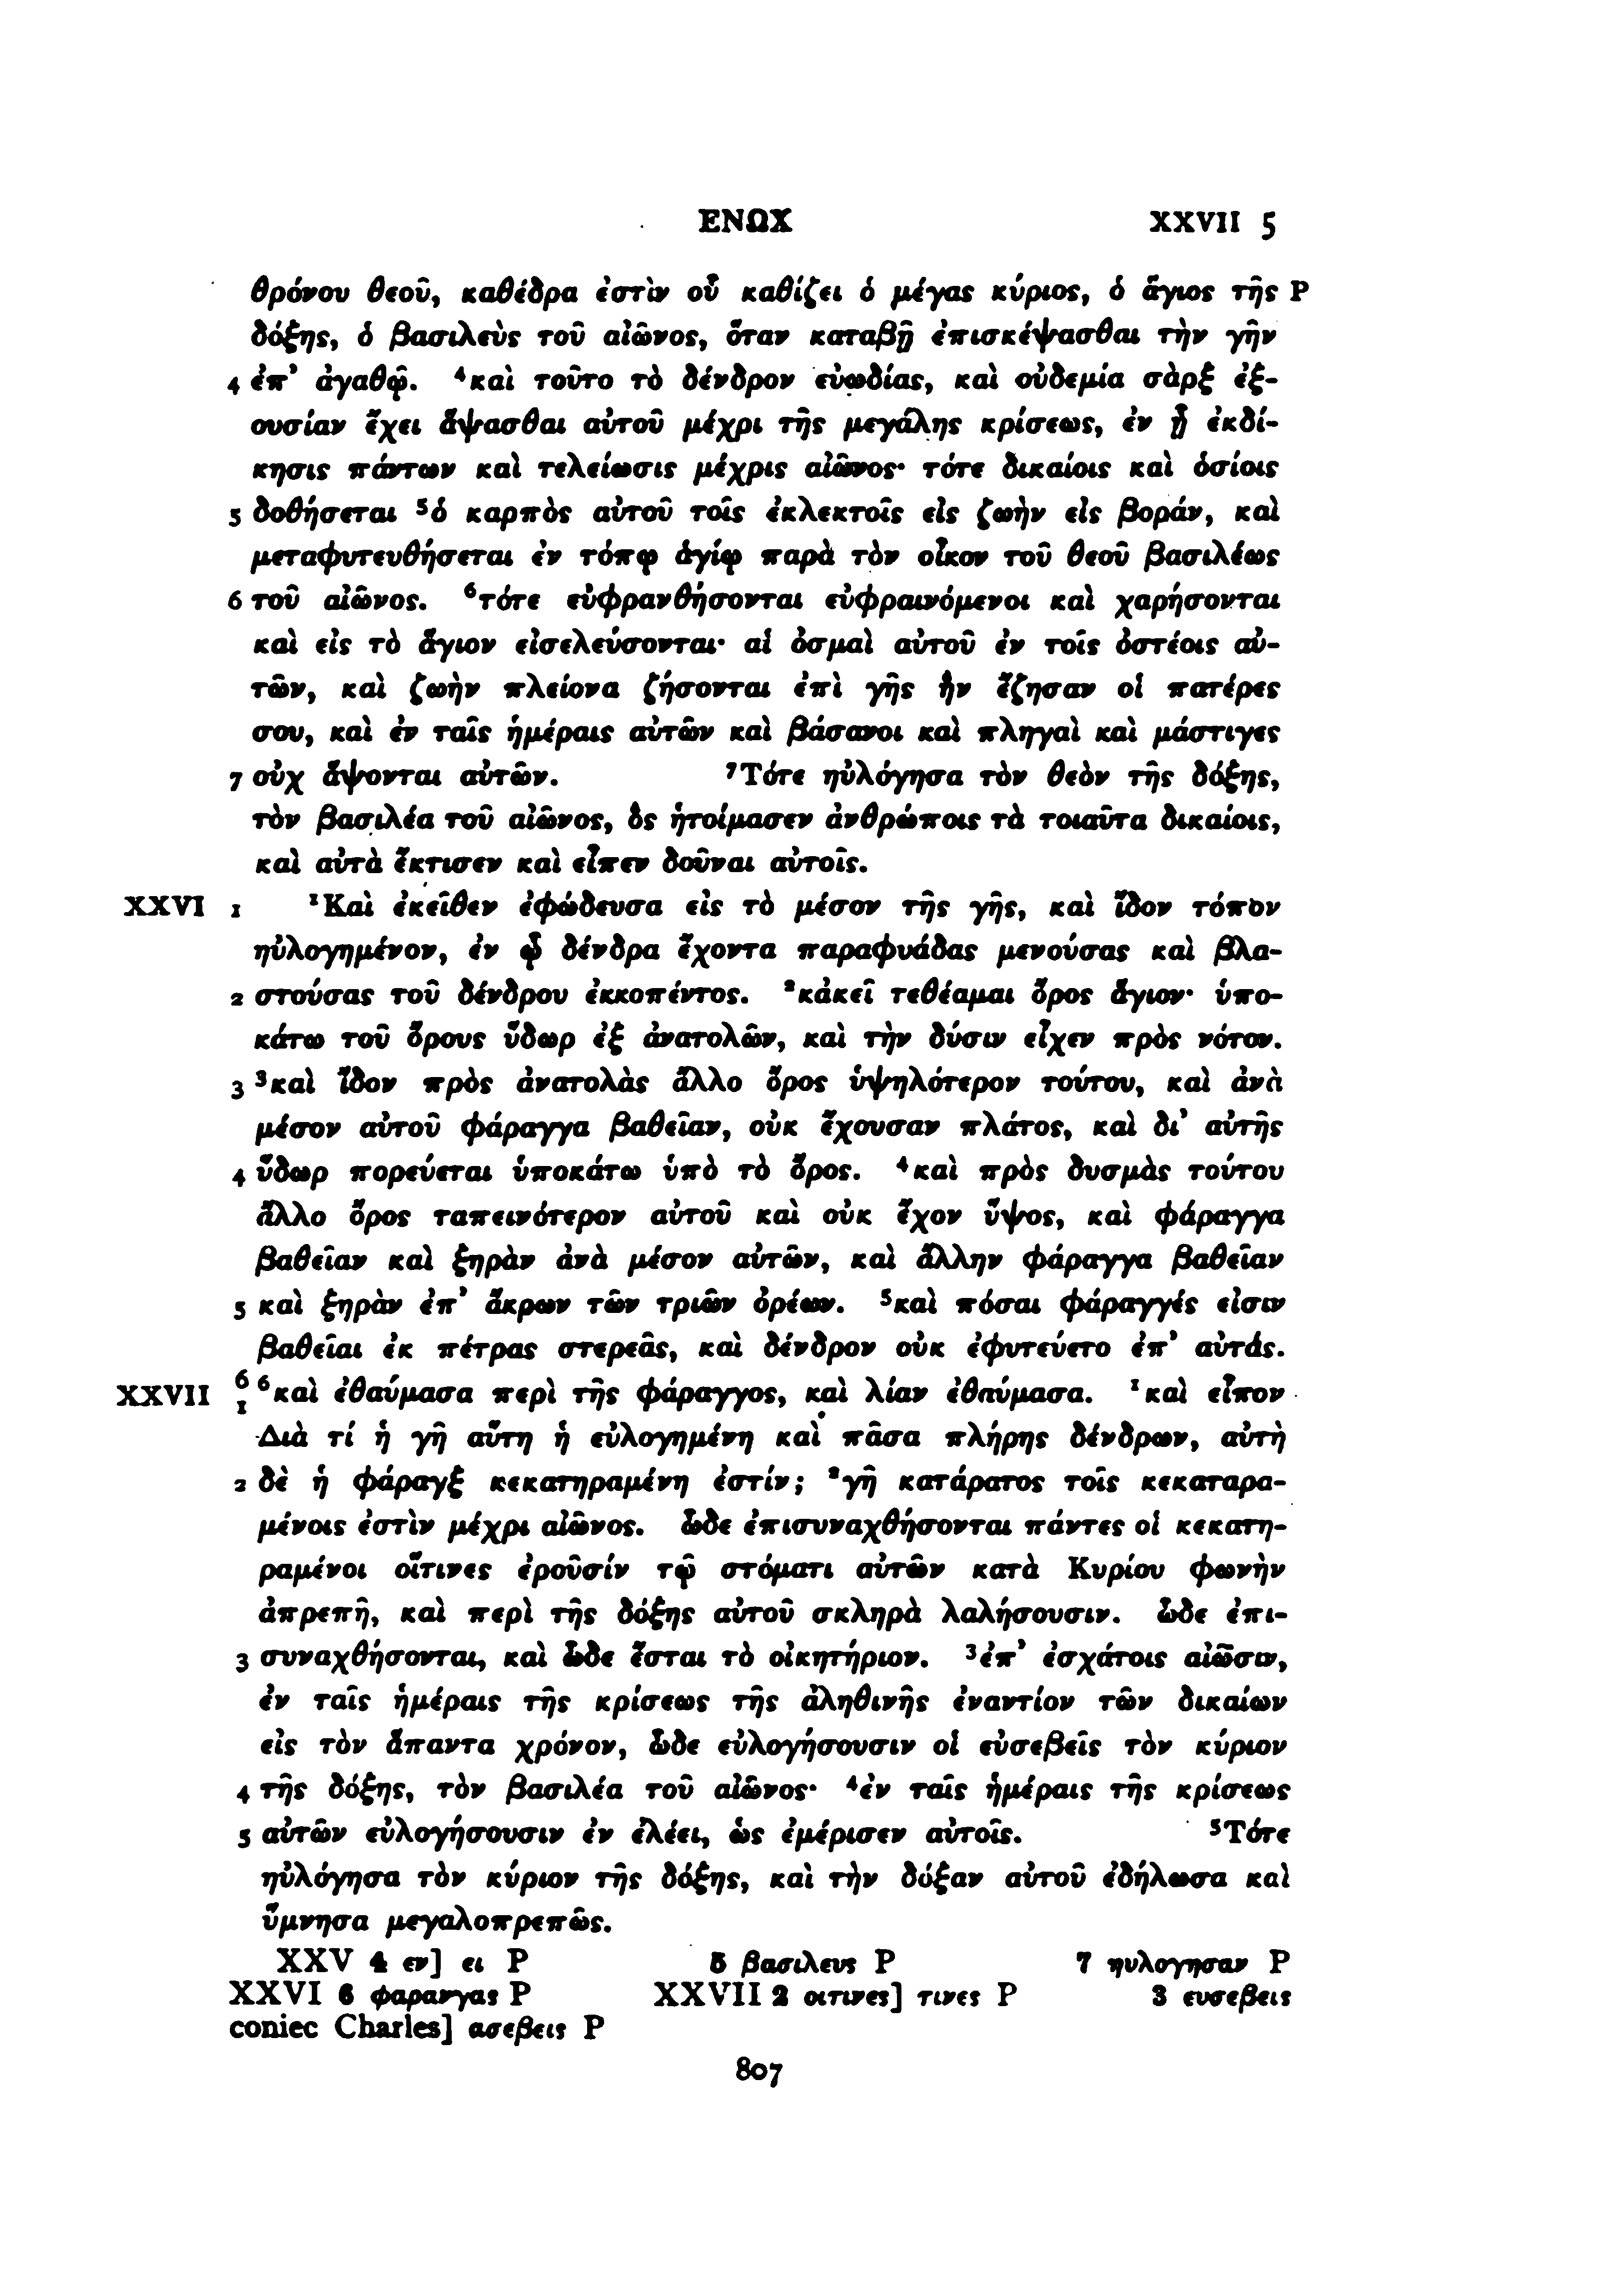 ΕΝΩΧ XXVII 5
θρόνου θεοῦ, καθέδρα ἐστὶν οὗ καθίζει ὁ μέγας κύριος, ὁ ἅγιος τῆς P
δόξης, ὁ βασιλεὺς τοῦ αἰῶνος, ὅταν καταβῇ ἐπισκέψασθαι τὴν γῆν
4 ἐπ’ ἀγαθῷ. ⁴καὶ τοῦτο τὸ δένδρον εὐωδίας, καὶ οὐδεμία σὰρξ ἐξ-
ουσίαν ἔχει ἅψασθαι αὐτοῦ μέχρι τῆς μεγάλης κρίσεως, ἐν ᾗ ἐκδί-
κησις πάντων καὶ τελείωσις μέχρις αἰῶνος· τότε δικαίοις καὶ ὁσίοις
5 δοθήσεται ⁵ὁ καρπὸς αὐτοῦ τοῖς ἐκλεκτοῖς εἰς ζωὴν εἰς βοράν, καὶ
μεταφυτευθήσεται ἐν τόπῳ ἁγίῳ παρὰ τὸν οἶκον τοῦ θεοῦ βασιλέως
6 τοῦ αἰῶνος. ⁶τότε εὐφρανθήσονται εὐφραινόμενοι καὶ χαρήσονται
καὶ εἰς τὸ ἅγιον εἰσελεύσονται· αἱ ὀσμαὶ αὐτοῦ ἐν τοῖς ὀστέοις αὐ-
τῶν, καὶ ζωὴν πλείονα ζήσονται ἐπὶ γῆς ἣν ἔζησαν οἱ πατέρες
σου, καὶ ἐν ταῖς ἡμέραις αὐτῶν καὶ βάσανοι καὶ πληγαὶ καὶ μάστιγες
7 οὐχ ἅψονται αὐτῶν. ⁷Τότε ηὐλόγησα τὸν θεὸν τῆς δόξης,
τὸν βασιλέα τοῦ αἰῶνος, ὃς ἡτοίμασεν ἀνθρώποις τὰ τοιαῦτα δικαίοις,
καὶ αὐτὰ ἔκτισεν καὶ εἶπεν δοῦναι αὐτοῖς.
XXVI 1 ¹Καὶ ἐκεῖθεν ἐφώδευσα εἰς τὸ μέσον τῆς γῆς, καὶ ἴδον τόπον
ηὐλογημένον, ἐν ᾧ δένδρα ἔχοντα παραφυάδας μενούσας καὶ βλα-
2 στούσας τοῦ δένδρου ἐκκοπέντος. ²κἀκεῖ τεθέαμαι ὄρος ἅγιον· ὑπο-
κάτω τοῦ ὄρους ὕδωρ ἐξ ἀνατολῶν, καὶ τὴν δύσιν εἶχεν πρὸς νότον.
3 ³καὶ ἴδον πρὸς ἀνατολὰς ἄλλο ὄρος ὑψηλότερον τούτου, καὶ ἀνὰ
μέσον αὐτοῦ φάραγγα βαθεῖαν, οὐκ ἔχουσαν πλάτος, καὶ δι’ αὐτῆς
4 ὕδωρ πορεύεται ὑποκάτω ὑπὸ τὸ ὄρος. ⁴καὶ πρὸς δυσμὰς τούτου
ἄλλο ὄρος ταπεινότερον αὐτοῦ καὶ οὐκ ἔχον ὕψος, καὶ φάραγγα
βαθεῖαν καὶ ξηρὰν ἀνὰ μέσον αὐτῶν, καὶ ἄλλην φάραγγα βαθεῖαν
5 καὶ ξηρὰν ἐπ’ ἄκρων τῶν τριῶν ὀρέων. ⁵καὶ πόσαι φάραγγές εἰσιν
βαθεῖαι ἐκ πέτρας στερεᾶς, καὶ δένδρον οὐκ ἐφυτεύετο ἐπ’ αὐτάς.
XXVII 6 1 ⁶καὶ ἐθαύμασα περὶ τῆς φάραγγος, καὶ λίαν ἐθαύμασα. ¹καὶ εἶπον
Διὰ τί ἡ γῆ αὕτη ἡ εὐλογημένη καὶ πᾶσα πλήρης δένδρων, αὐτὴ
2 δὲ ἡ φάραγξ κεκατηραμένη ἐστίν; ²γῆ κατάρατος τοῖς κεκαταρα-
μένοις ἐστὶν μέχρι αἰῶνος. ὧδε ἐπισυναχθήσονται πάντες οἱ κεκατη-
ραμένοι οἵτινες ἐροῦσίν τῷ στόματι αὐτῶν κατὰ Κυρίου φωνὴν
ἀπρεπῆ, καὶ περὶ τῆς δόξης αὐτοῦ σκληρὰ λαλήσουσιν. ὧδε ἐπι-
3 συναχθήσονται, καὶ ὧδε ἔσται τὸ οἰκητήριον. ³ἐπ’ ἐσχάτοις αἰῶσιν,
ἐν ταῖς ἡμέραις τῆς κρίσεως τῆς ἀληθινῆς ἐναντίον τῶν δικαίων
εἰς τὸν ἅπαντα χρόνον, ὧδε εὐλογήσουσιν οἱ εὐσεβεῖς τὸν κύριον
4 τῆς δόξης, τὸν βασιλέα τοῦ αἰῶνος· ⁴ἐν ταῖς ἡμέραις τῆς κρίσεως
5 αὐτῶν εὐλογήσουσιν ἐν ἐλέει, ὡς ἐμέρισεν αὐτοῖς. ⁵Τότε
ηὐλόγησα τὸν κύριον τῆς δόξης, καὶ τὴν δόξαν αὐτοῦ ἐδήλωσα καὶ
ὕμνησα μεγαλοπρεπῶς.
XXV 4 εν] ει P 5 βασιλευς P 7 ηυλογησαν P
XXVI 6 φαρανγας P XXVII 2 οιτινες] τινες P 3 ευσεβεις
coniec Charles] ασεβεις P
807